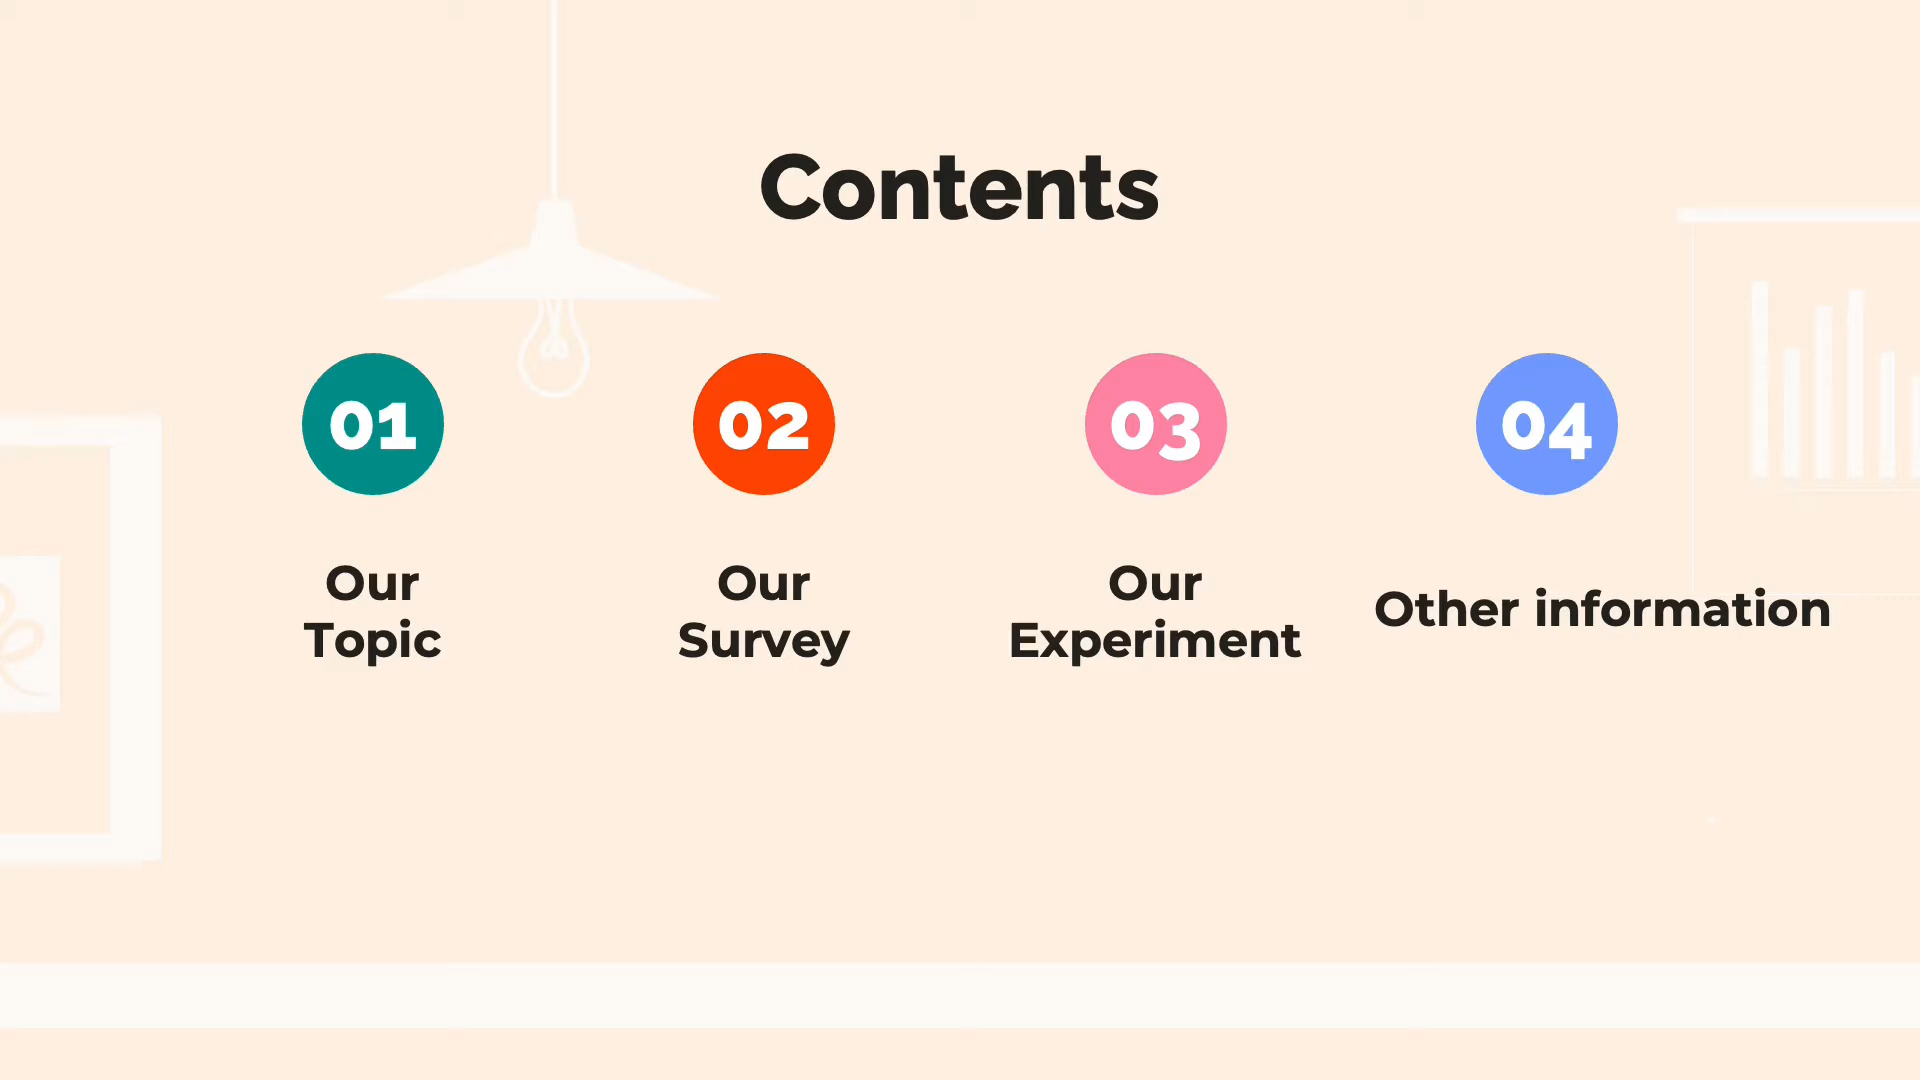 Contents
01
02
03
04
Our
Topic
Our
Survey
Our
Experiment
Other information